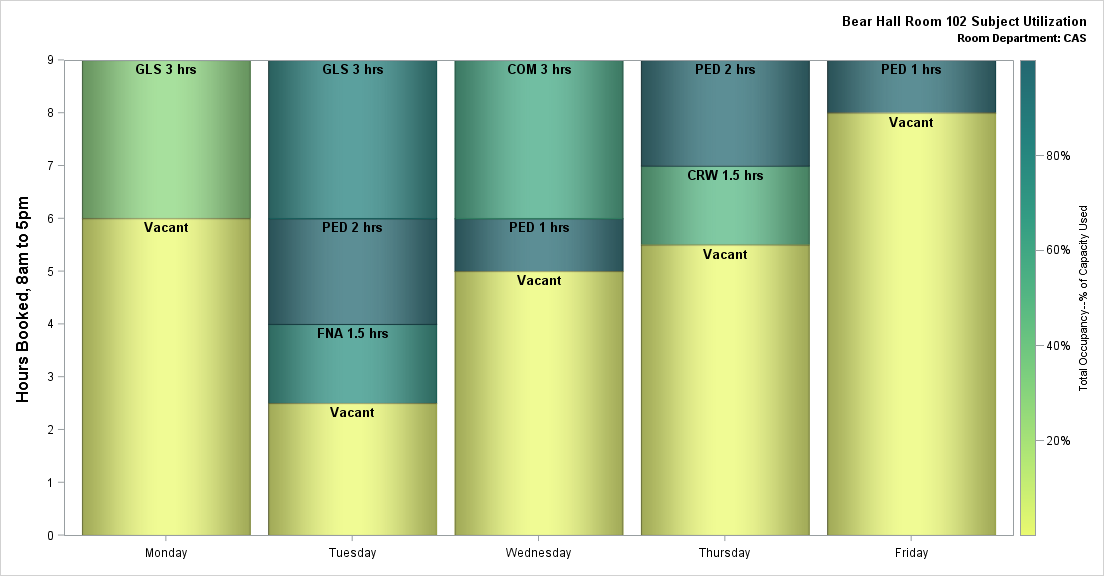 Bear Hall Room 102 Subject Utilization
Room Department: CAS
Hours Booked, 8am to 5pm
9
8
7
6
5
4
3
2
1
0
GLS 3 hrs
Vacant
GLS 3 hrs
PED 2 hrs
FNA 1.5 hrs
Vacant
COM 3 hrs
PED 1 hrs
Vacant
PED 2 hrs
CRW 1.5 hrs
Vacant
PED 1 hrs
Vacant
Monday
Tuesday
Wednesday
Thursday
Friday
80%
60%
40%
20%
Total Occupancy--% of Capacity Used